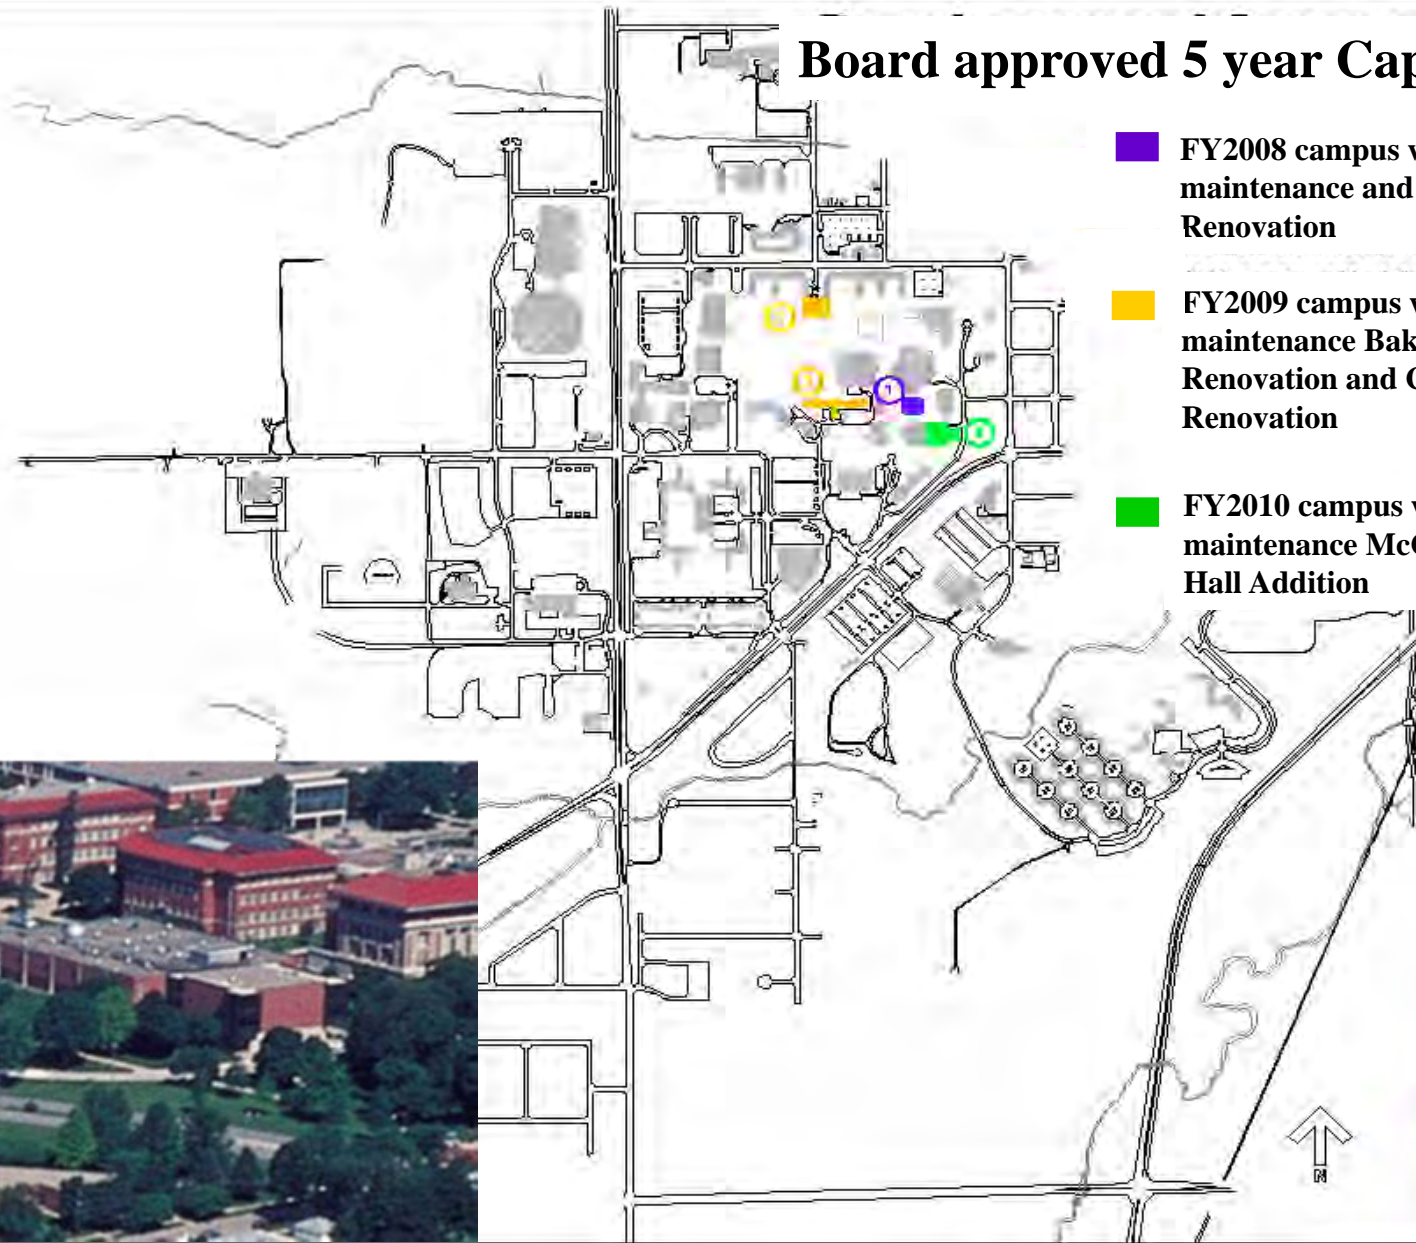 Board approved 5 year Cap
FY2008 campus
maintenance and
Renovation
FY2009 campus
maintenance Bak
Renovation and
Renovation
FY2010 campus
maintenance Mc
Hall Addition
1
N